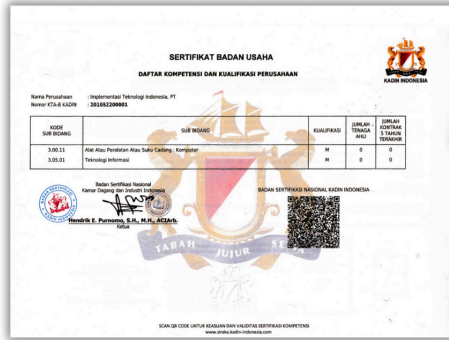 SERTIFIKAT BADAN USAHA
DAFTAR KOMPETENSI DAN KUALIFIKASI PERUSAHAAN
KADIN INDONESIA
Nama Perusahaan : Implementasi Teknologi Indonesia, PT
Nomor KTA-B KADIN : 201052200001
KODE SUB BIDANG SUB BIDANG KUALIFIKASI JUMLAH TENAGA AHLI JUMLAH KONTRAK 5 TAHUN TERAKHIR
3.00.11 Alat Atau Peralatan Atau Suku Cadang : Komputer M 0 0
3.05.01 Teknologi Informasi M 0 0
Badan Sertifikasi Nasional
Kamar Dagang dan Industri Indonesia
BADAN SERTIFIKASI NASIONAL KADIN INDONESIA
Hendrik E. Purnomo, S.H., M.H., ACIArb.
Ketua
TABAH JUJUR
SCAN QR CODE UNTUK KEASLIAN DAN VALIDITAS SERTIFIKASI KOMPETENSI
www.sireka.kadin-indonesia.com